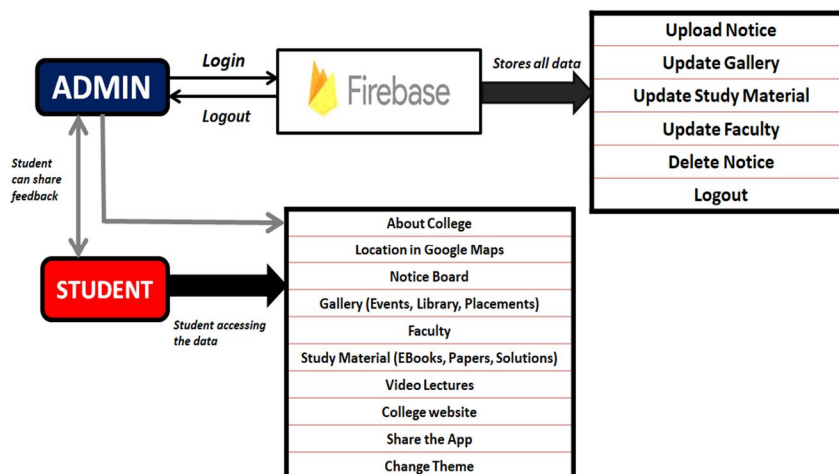 Login
ADMIN
Firebase
Logout
Stores all data
Upload Notice
Update Gallery
Update Study Material
Update Faculty
Delete Notice
Logout
Student
can share
feedback
STUDENT
Student accessing
the data
About College
Location in Google Maps
Notice Board
Gallery (Events, Library, Placements)
Faculty
Study Material (EBooks, Papers, Solutions)
Video Lectures
College website
Share the App
Change Theme